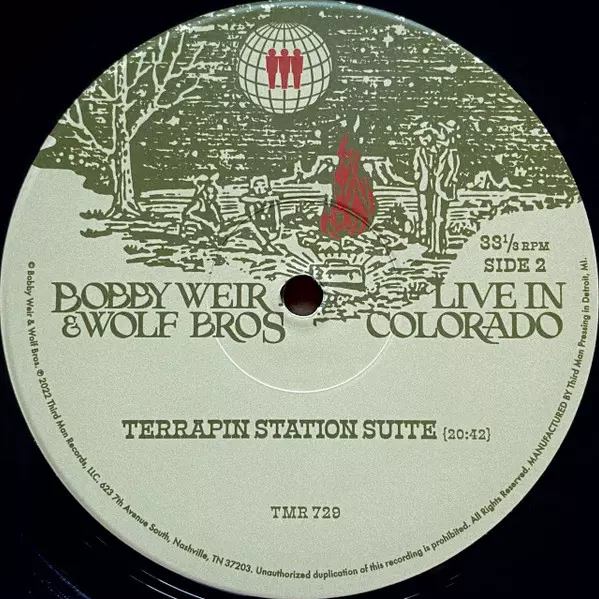 33 1/3 RPM
SIDE 2
BOBBY WEIR
& WOLF BROS
LIVE IN
COLORADO
TERRAPIN STATION SUITE {20:42}
TMR 729
© Bobby Weir & Wolf Bros. ℗ 2022 Third Man Records, LLC. 623 7th Avenue South, Nashville, TN 37203. Unauthorized duplication of this recording is prohibited. All Rights Reserved. MANUFACTURED BY Third Man Pressing in Detroit, MI.